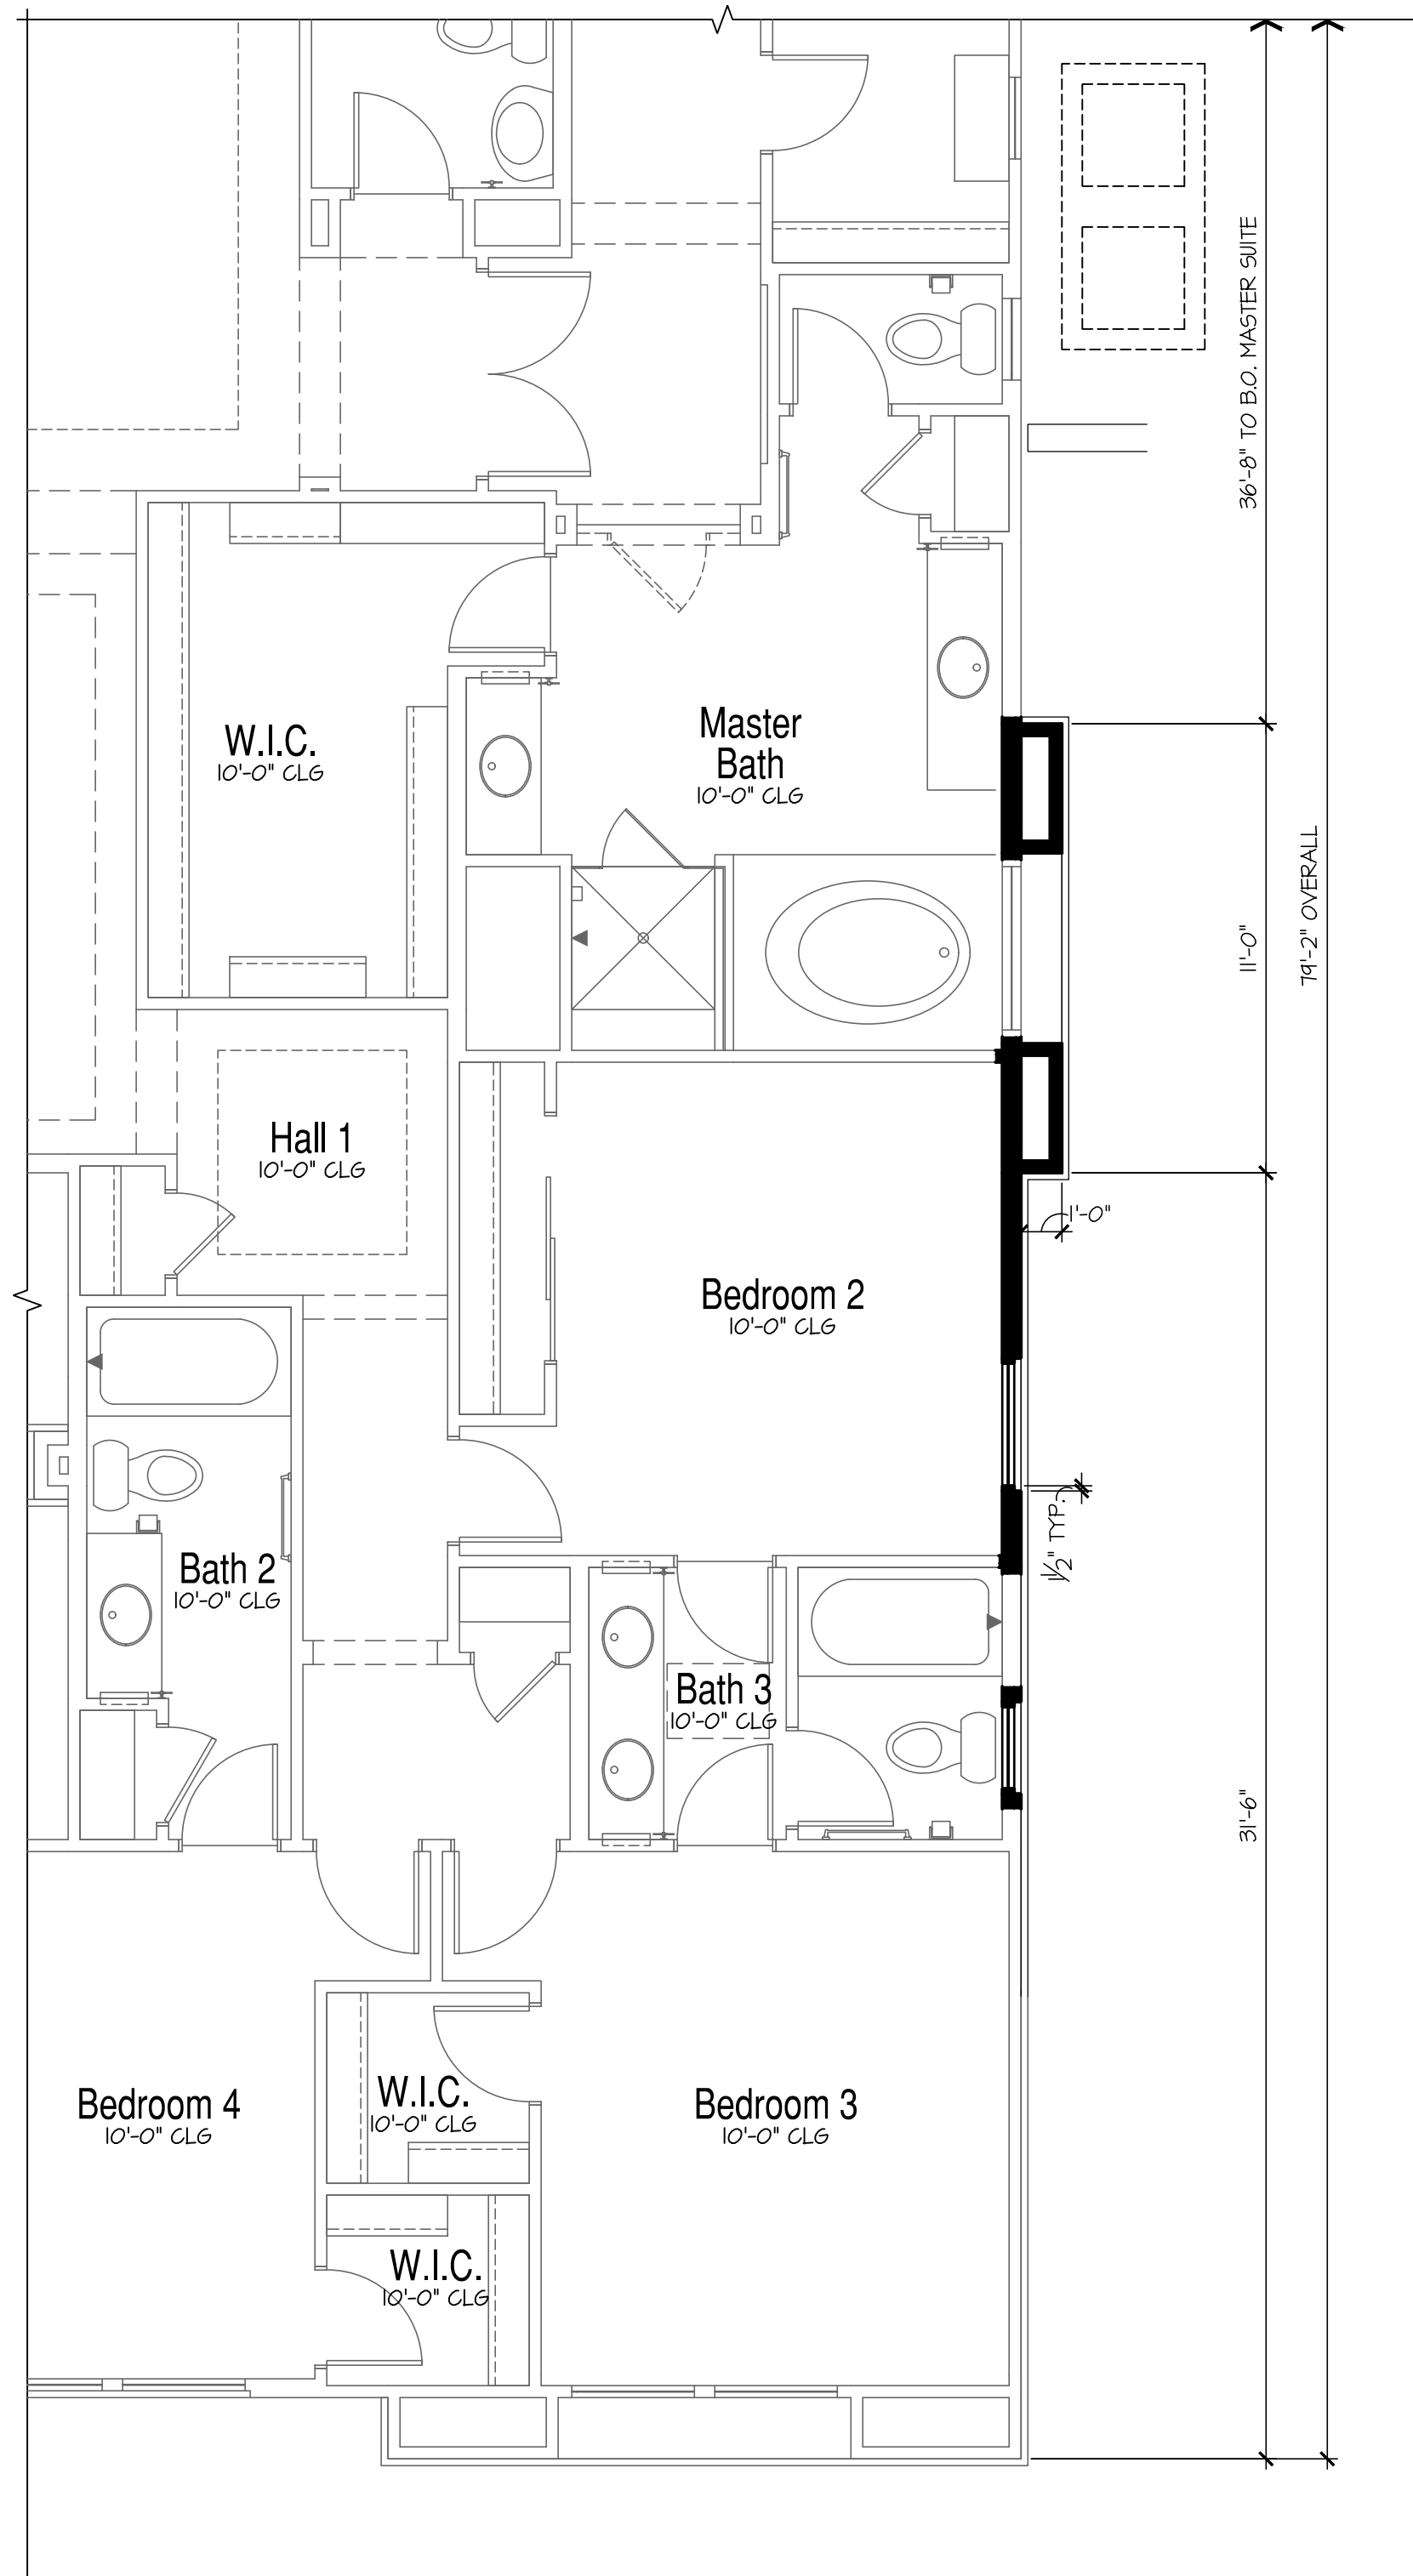 36'-8" TO B.O. MASTER SUITE
W.I.C.
10'-0" CLG
Master
Bath
10'-0" CLG
79'-2" OVERALL
11'-0"
Hall 1
10'-0" CLG
1'-0"
Bedroom 2
10'-0" CLG
1½" TYP.
Bath 2
10'-0" CLG
Bath 3
10'-0" CLG
31'-6"
Bedroom 4
10'-0" CLG
W.I.C.
10'-0" CLG
Bedroom 3
10'-0" CLG
W.I.C.
10'-0" CLG